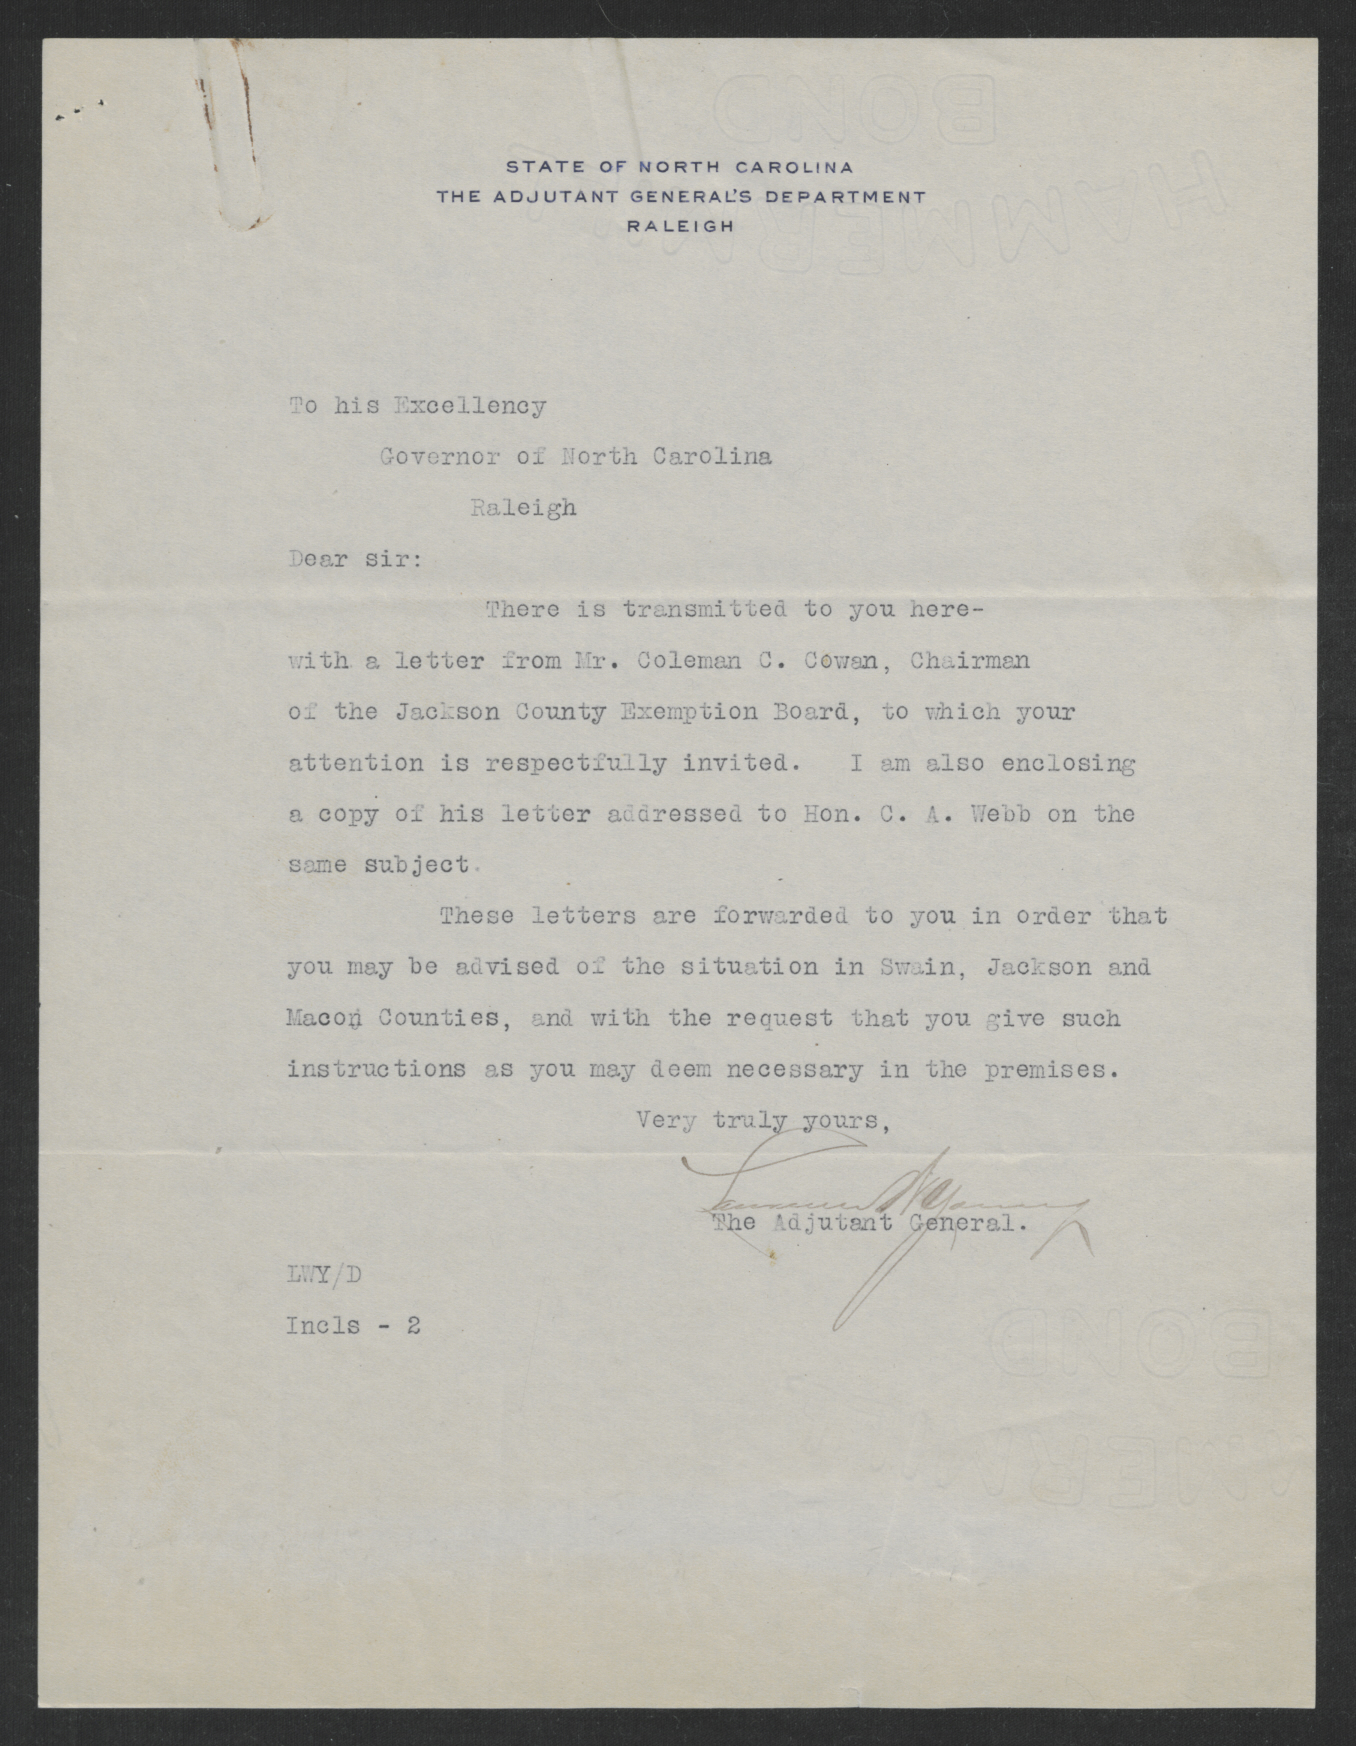 STATE OF NORTH CAROLINA
THE ADJUTANT GENERAL'S DEPARTMENT
RALEIGH
To his Excellency
Governor of North Carolina
Raleigh
Dear sir:
There is transmitted to you here-
with a letter from Mr. Coleman C. Cowan, Chairman
of the Jackson County Exemption Board, to which your
attention is respectfully invited. I am also enclosing
a copy of his letter addressed to Hon. C. A. Webb on the
same subject.
These letters are forwarded to you in order that
you may be advised of the situation in Swain, Jackson and
Macon Counties, and with the request that you give such
instructions as you may deem necessary in the premises.
Very truly yours,
Young
The Adjutant General.
LWY/D
Incls - 2
BOND
BOND